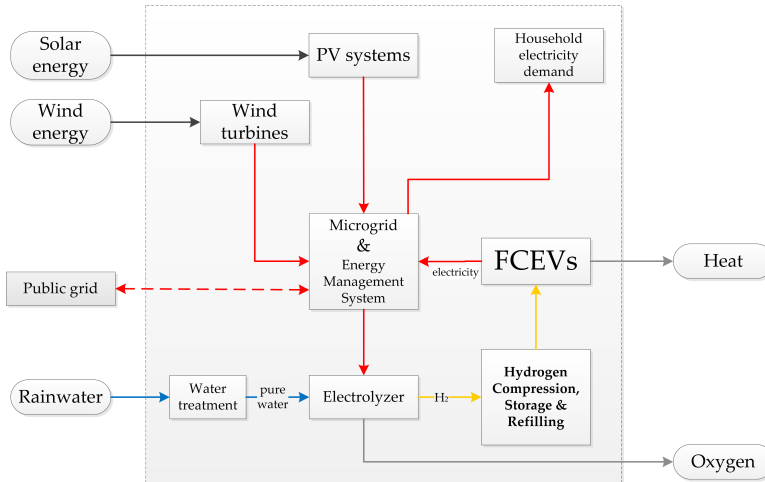 Solar
energy
PV systems
Household
electricity
demand
Wind
energy
Wind
turbines
Microgrid
&
Energy
Management
System
FCEVs
Heat
electricity
Public grid
Rainwater
Water
treatment
pure
water
Electrolyzer
H₂
Hydrogen
Compression,
Storage &
Refilling
Oxygen